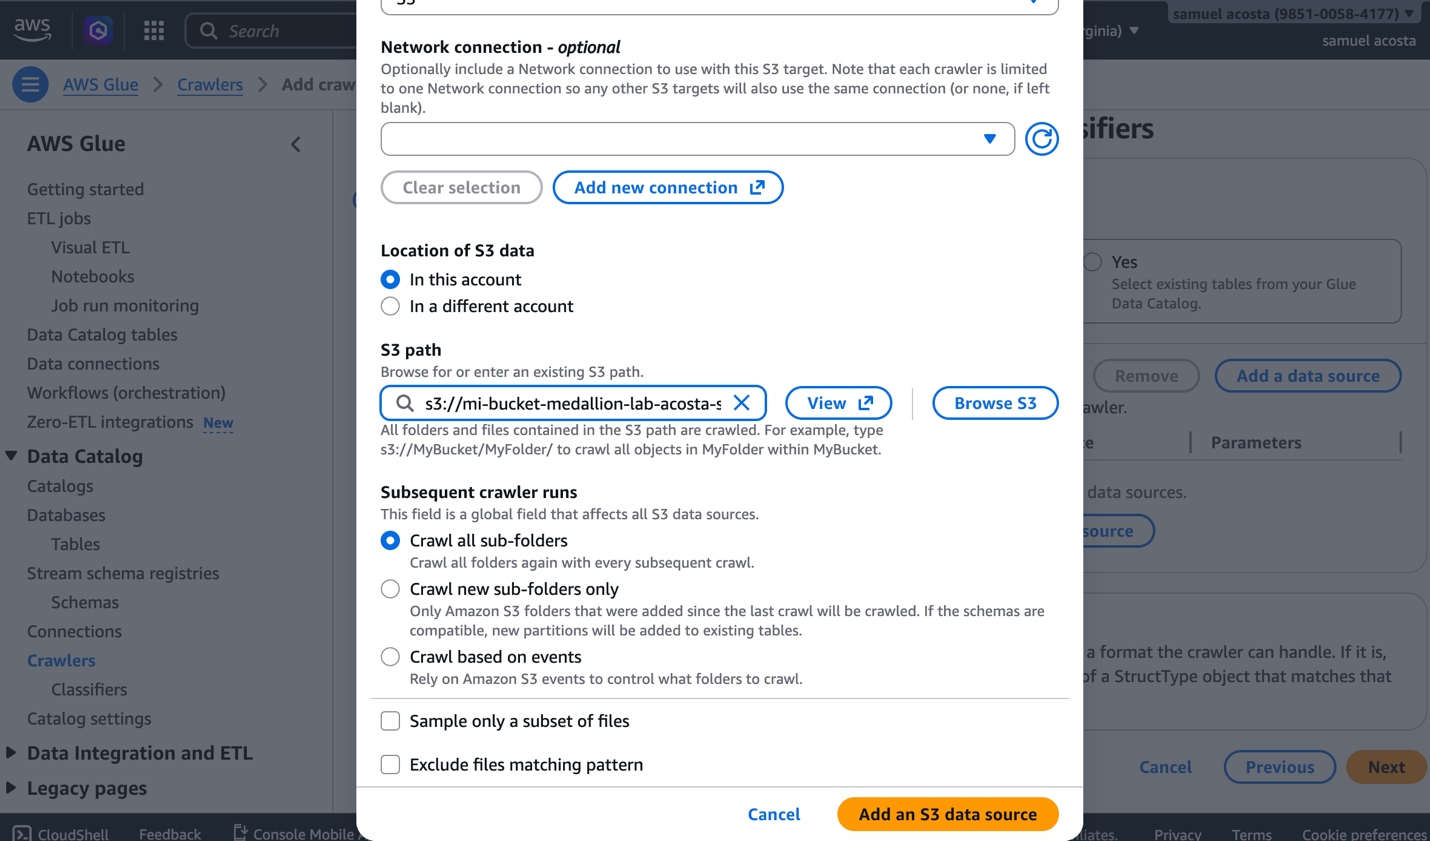 aws
Search
rginia)
samuel acosta (9851-0058-4177)
samuel acosta
AWS Glue
Crawlers
Add craw
AWS Glue
Getting started
ETL jobs
Visual ETL
Notebooks
Job run monitoring
Data Catalog tables
Data connections
Workflows (orchestration)
Zero-ETL integrations New
Data Catalog
Catalogs
Databases
Tables
Stream schema registries
Schemas
Connections
Crawlers
Classifiers
Catalog settings
Data Integration and ETL
Legacy pages
Network connection - optional
Optionally include a Network connection to use with this S3 target. Note that each crawler is limited
to one Network connection so any other S3 targets will also use the same connection (or none, if left
blank).
Clear selection
Add new connection
Location of S3 data
In this account
In a different account
S3 path
Browse for or enter an existing S3 path.
s3://mi-bucket-medallion-lab-acosta-s
View
Browse S3
All folders and files contained in the S3 path are crawled. For example, type
s3://MyBucket/MyFolder/ to crawl all objects in MyFolder within MyBucket.
Subsequent crawler runs
This field is a global field that affects all S3 data sources.
Crawl all sub-folders
Crawl all folders again with every subsequent crawl.
Crawl new sub-folders only
Only Amazon S3 folders that were added since the last crawl will be crawled. If the schemas are
compatible, new partitions will be added to existing tables.
Crawl based on events
Rely on Amazon S3 events to control what folders to crawl.
Sample only a subset of files
Exclude files matching pattern
Cancel
Add an S3 data source
sifiers
Yes
Select existing tables from your Glue
Data Catalog.
Remove
Add a data source
awler.
Parameters
data sources.
source
a format the crawler can handle. If it is,
of a StructType object that matches that
Cancel
Previous
Next
CloudShell
Feedback
Console Mobile
iliates.
Privacy
Terms
Cookie preferences